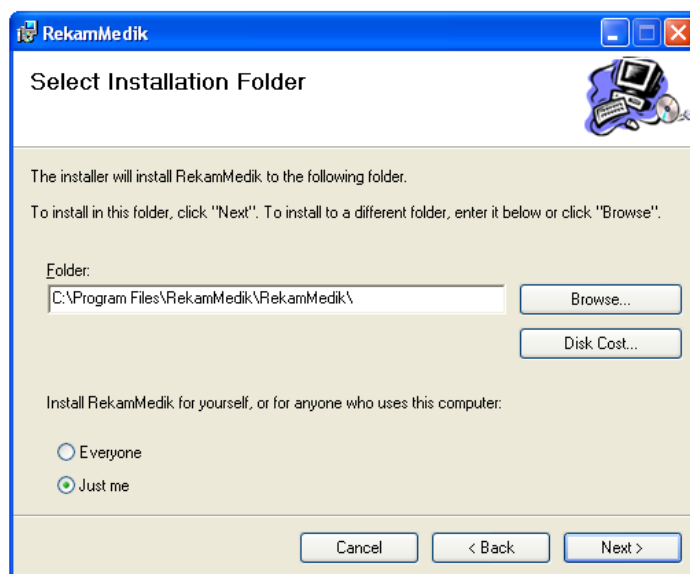 RekamMedik
Select Installation Folder
The installer will install RekamMedik to the following folder.
To install in this folder, click "Next". To install to a different folder, enter it below or click "Browse".
Folder:
C:\Program Files\RekamMedik\RekamMedik\
Browse...
Disk Cost...
Install RekamMedik for yourself, or for anyone who uses this computer:
Everyone
Just me
Cancel
< Back
Next >